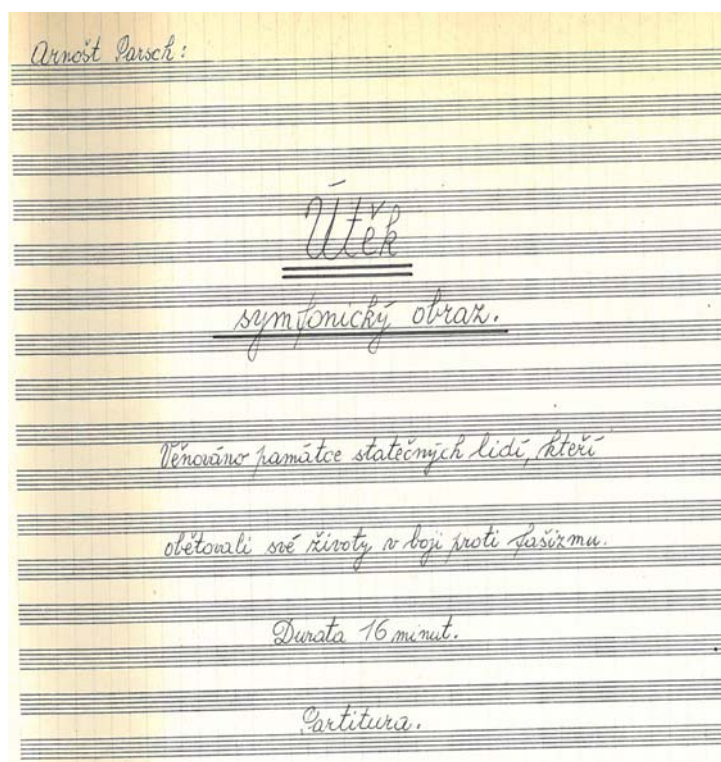 Arnošt Parsch:
Útěk
symfonický obraz.
Věnováno památce statečných lidí, kteří
obětovali své životy v boji proti fašizmu.
Durata 16 minut.
Partitura.